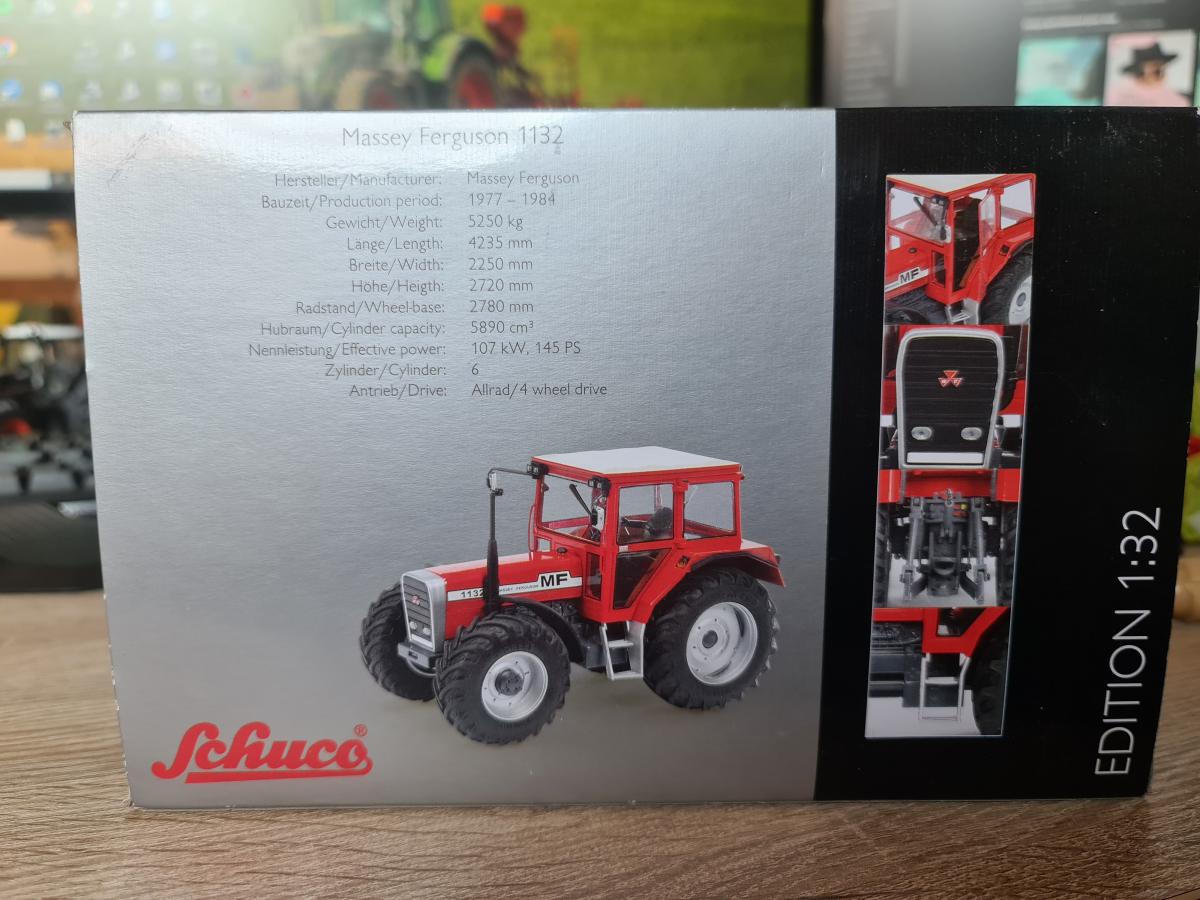 Massey Ferguson 1132
Hersteller/Manufacturer: Massey Ferguson
Bauzeit/Production period: 1977 – 1984
Gewicht/Weight: 5250 kg
Länge/Length: 4235 mm
Breite/Width: 2250 mm
Höhe/Heigth: 2720 mm
Radstand/Wheel-base: 2780 mm
Hubraum/Cylinder capacity: 5890 cm³
Nennleistung/Effective power: 107 kW, 145 PS
Zylinder/Cylinder: 6
Antrieb/Drive: Allrad/4 wheel drive
1132 MASSEY FERGUSON MF
Schuco®
MF
EDITION 1:32